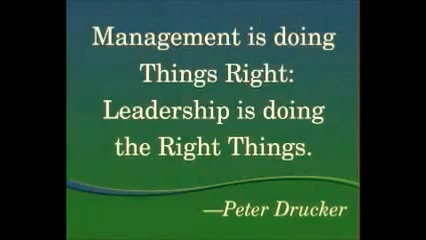 Management is doing
Things Right:
Leadership is doing
the Right Things.
—Peter Drucker